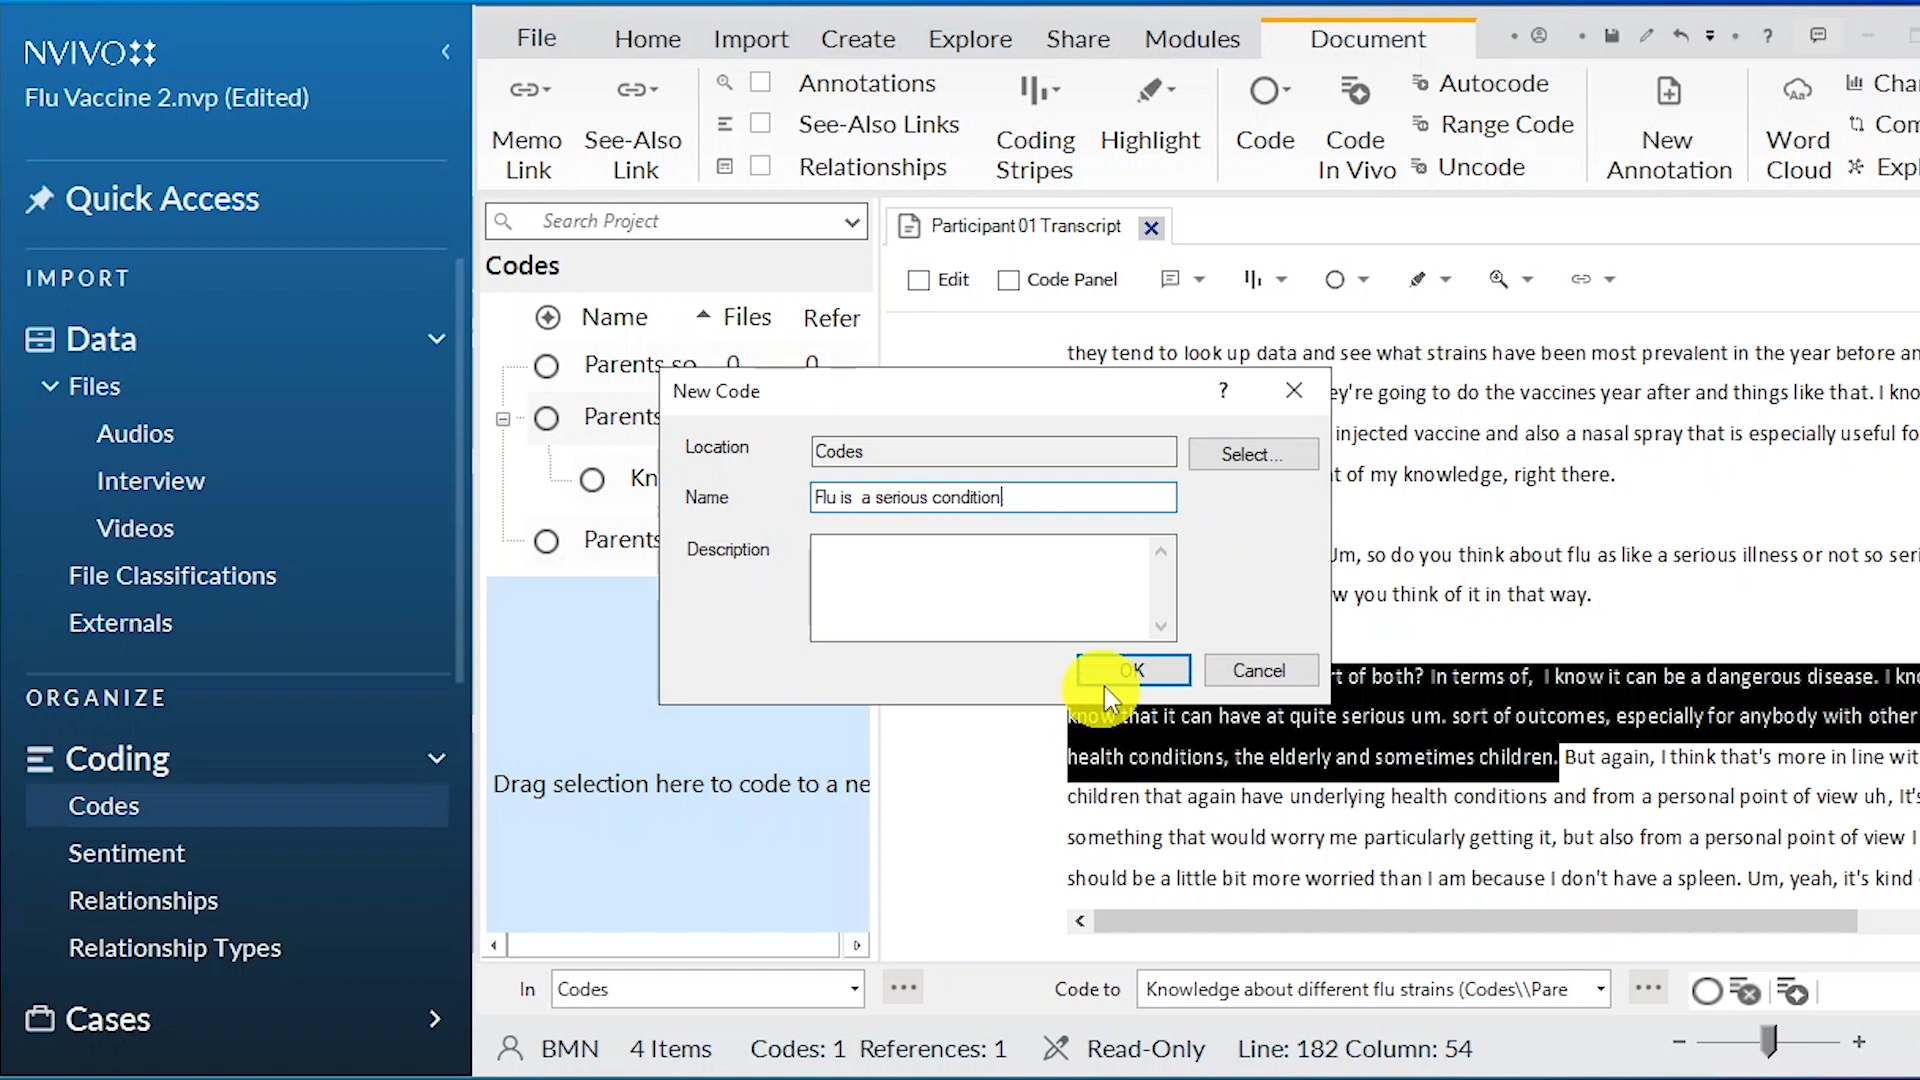 NVIVO
Flu Vaccine 2.nvp (Edited)
Quick Access
IMPORT
Data
Files
Audios
Interview
Videos
File Classifications
Externals
ORGANIZE
Coding
Codes
Sentiment
Relationships
Relationship Types
Cases
File Home Import Create Explore Share Modules Document
Memo Link
See-Also Link
Annotations
See-Also Links
Relationships
Coding Stripes
Highlight
Code
Code In Vivo
Autocode
Range Code
Uncode
New Annotation
Word Cloud
Search Project
Codes
Name Files Refer
Parents so 0 0
Parents
Kn
Parents
Drag selection here to code to a ne
Participant 01 Transcript
Edit Code Panel
they tend to look up data and see what strains have been most prevalent in the year before an
ey're going to do the vaccines year after and things like that. I kno
injected vaccine and also a nasal spray that is especially useful fo
t of my knowledge, right there.
Um, so do you think about flu as like a serious illness or not so seri
w you think of it in that way.
rt of both? In terms of, I know it can be a dangerous disease. I kno
know that it can have at quite serious um. sort of outcomes, especially for anybody with other
health conditions, the elderly and sometimes children. But again, I think that's more in line wit
children that again have underlying health conditions and from a personal point of view uh, It's
something that would worry me particularly getting it, but also from a personal point of view I
should be a little bit more worried than I am because I don't have a spleen. Um, yeah, it's kind
New Code
Location Codes Select...
Name Flu is  a serious condition
Description
OK Cancel
In Codes
Code to Knowledge about different flu strains (Codes\\Pare
BMN 4 Items Codes: 1 References: 1 Read-Only Line: 182 Column: 54